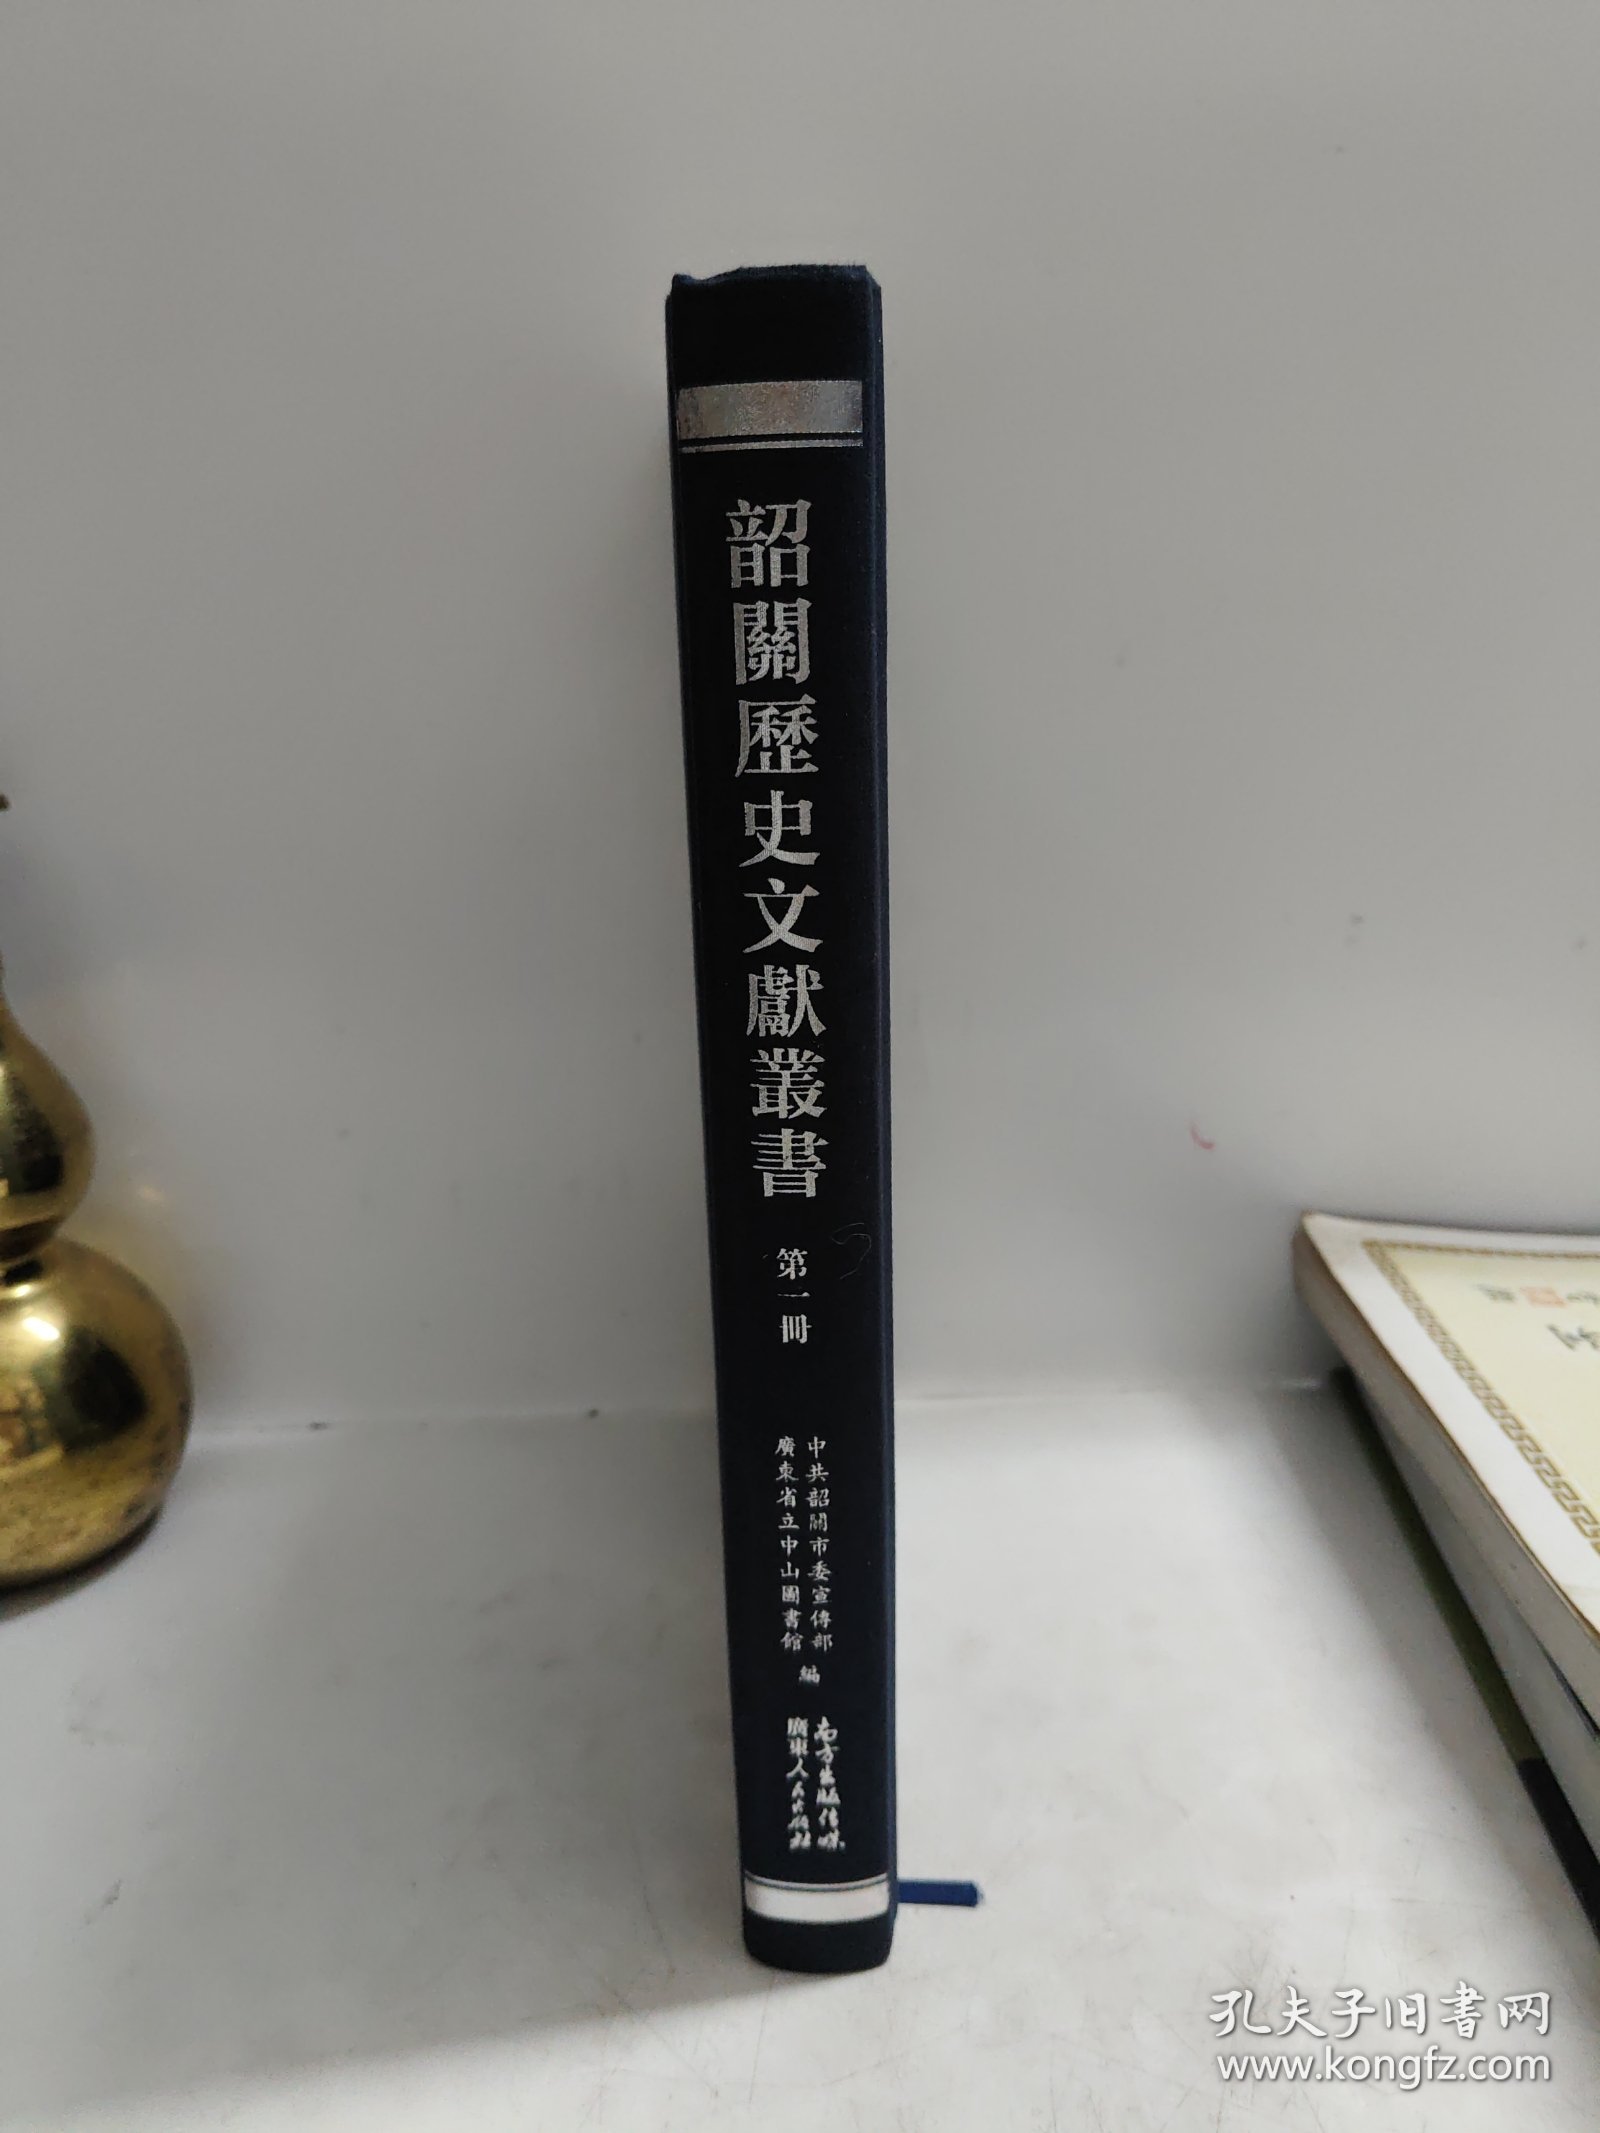 韶關歷史文獻叢書
第一冊
中共韶關市委宣傳部
廣東省立中山圖書館
編
南方出版传媒
廣東人民出版社
孔夫子旧书网
www.kongfz.com